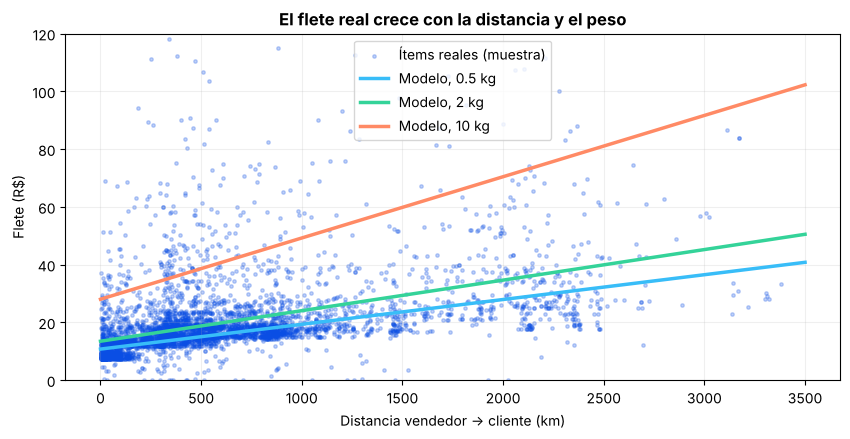 El flete real crece con la distancia y el peso
Flete (R$)
120
100
80
60
40
20
0
Ítems reales (muestra)
Modelo, 0.5 kg
Modelo, 2 kg
Modelo, 10 kg
0 500 1000 1500 2000 2500 3000 3500
Distancia vendedor → cliente (km)